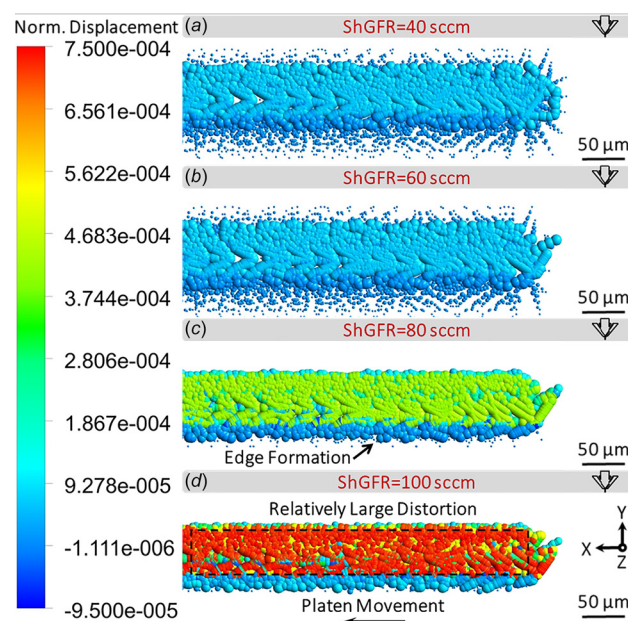 Norm. Displacement
7.500e-004
6.561e-004
5.622e-004
4.683e-004
3.744e-004
2.806e-004
1.867e-004
9.278e-005
-1.111e-006
-9.500e-005
(a) ShGFR=40 sccm
50 µm
(b) ShGFR=60 sccm
50 µm
(c) ShGFR=80 sccm
Edge Formation
50 µm
(d) ShGFR=100 sccm
Relatively Large Distortion
Y
X
Z
Platen Movement
50 µm